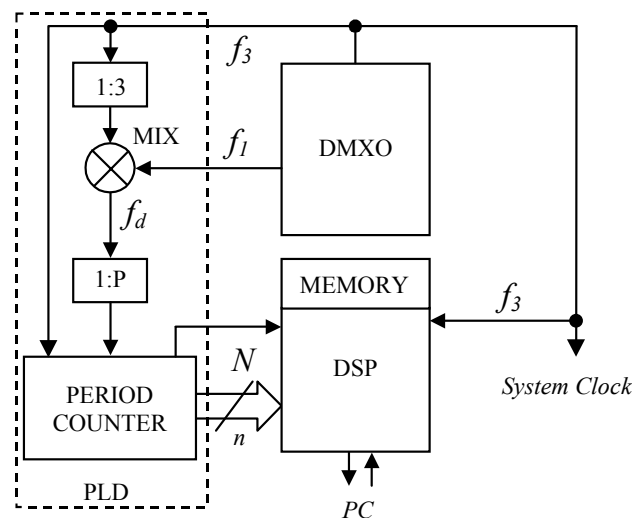 f3
1:3
MIX
f1
DMXO
fd
1:P
MEMORY
f3
DSP
N
n
PERIOD
COUNTER
System Clock
PLD
PC